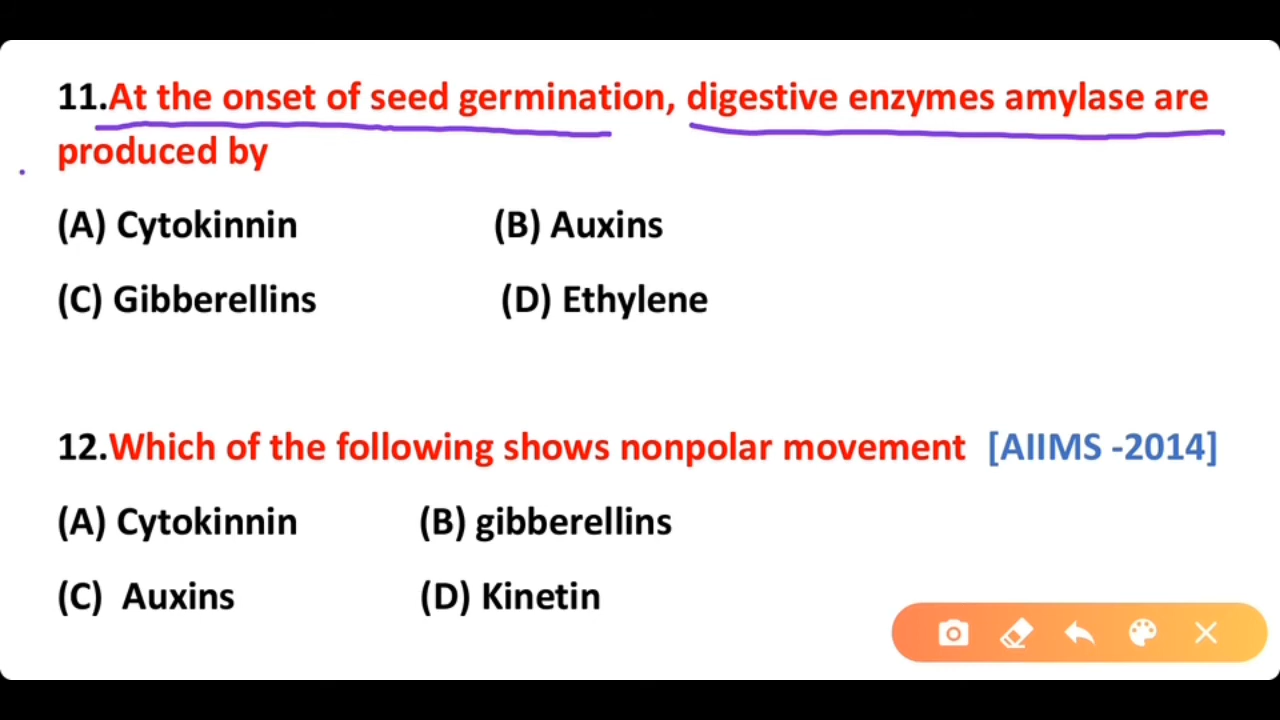 11.At the onset of seed germination, digestive enzymes amylase are
produced by
(A) Cytokinnin (B) Auxins
(C) Gibberellins (D) Ethylene
12.Which of the following shows nonpolar movement [AIIMS -2014]
(A) Cytokinnin (B) gibberellins
(C) Auxins (D) Kinetin